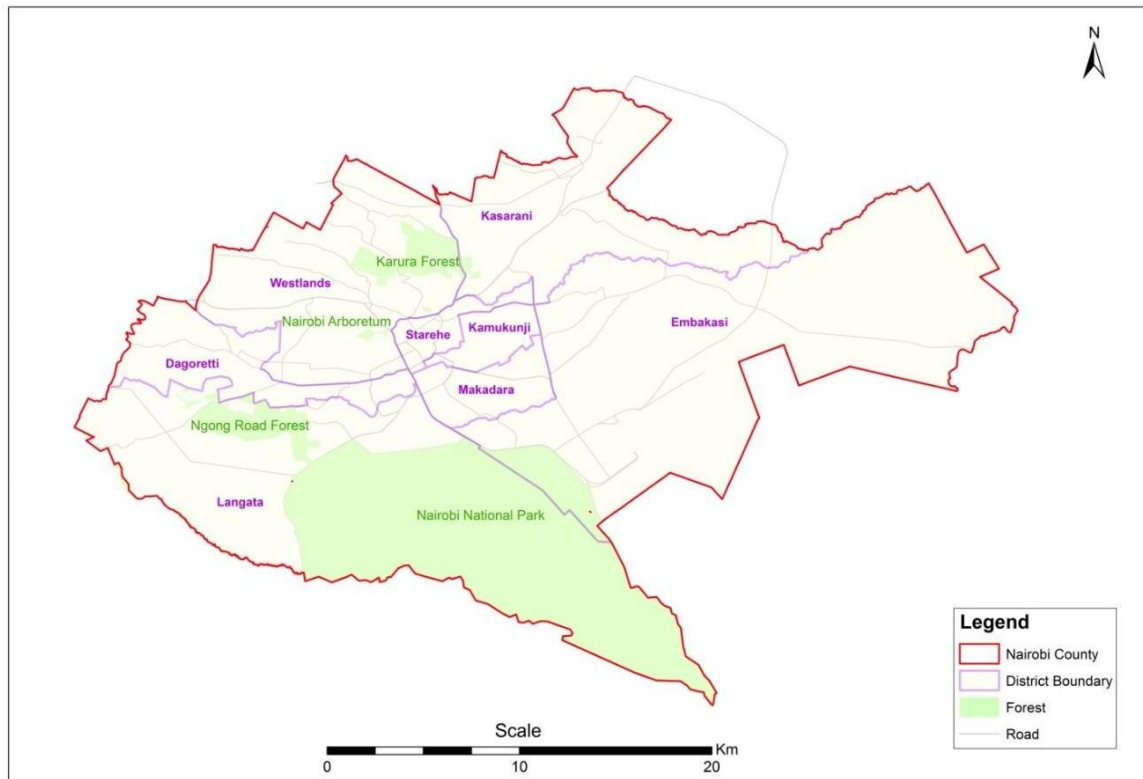 N
Kasarani
Karura Forest
Westlands
Nairobi Arboretum
Embakasi
Starehe
Kamukunji
Dagoretti
Makadara
Ngong Road Forest
Langata
Nairobi National Park
Legend
Nairobi County
District Boundary
Forest
Road
Scale
Km
0 10 20